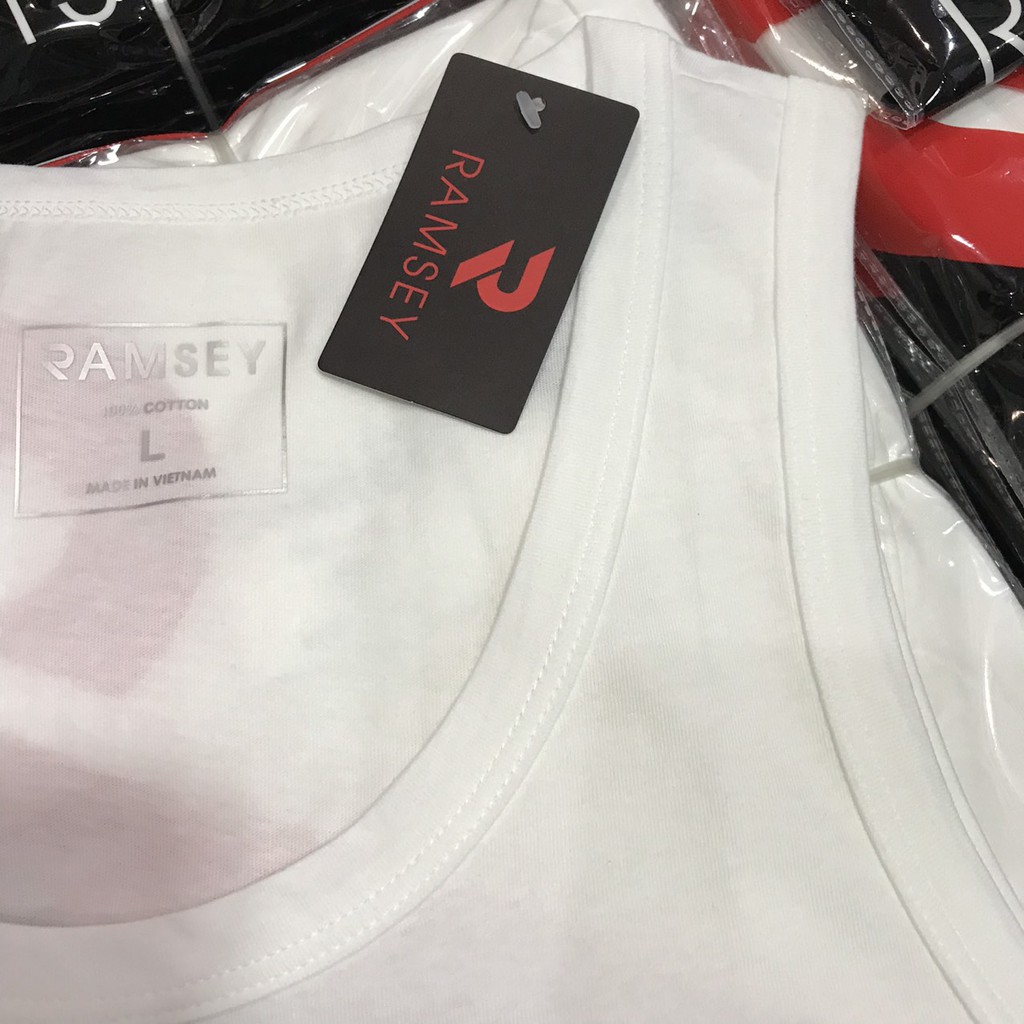 RAMSEY
RAMSEY
100% COTTON
L
MADE IN VIETNAM